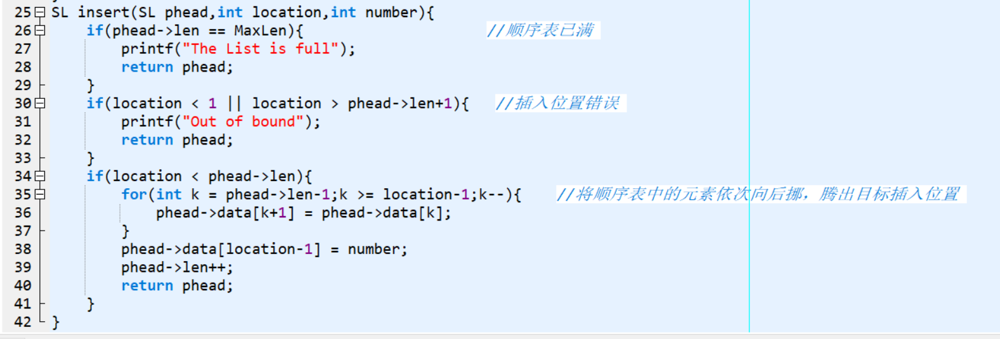 25 SL insert(SL phead,int location,int number){
26 if(phead->len == MaxLen){ //顺序表已满
27 printf("The List is full");
28 return phead;
29 }
30 if(location < 1 || location > phead->len+1){ //插入位置错误
31 printf("Out of bound");
32 return phead;
33 }
34 if(location < phead->len){
35 for(int k = phead->len-1;k >= location-1;k--){ //将顺序表中的元素依次向后挪，腾出目标插入位置
36 phead->data[k+1] = phead->data[k];
37 }
38 phead->data[location-1] = number;
39 phead->len++;
40 return phead;
41 }
42 }